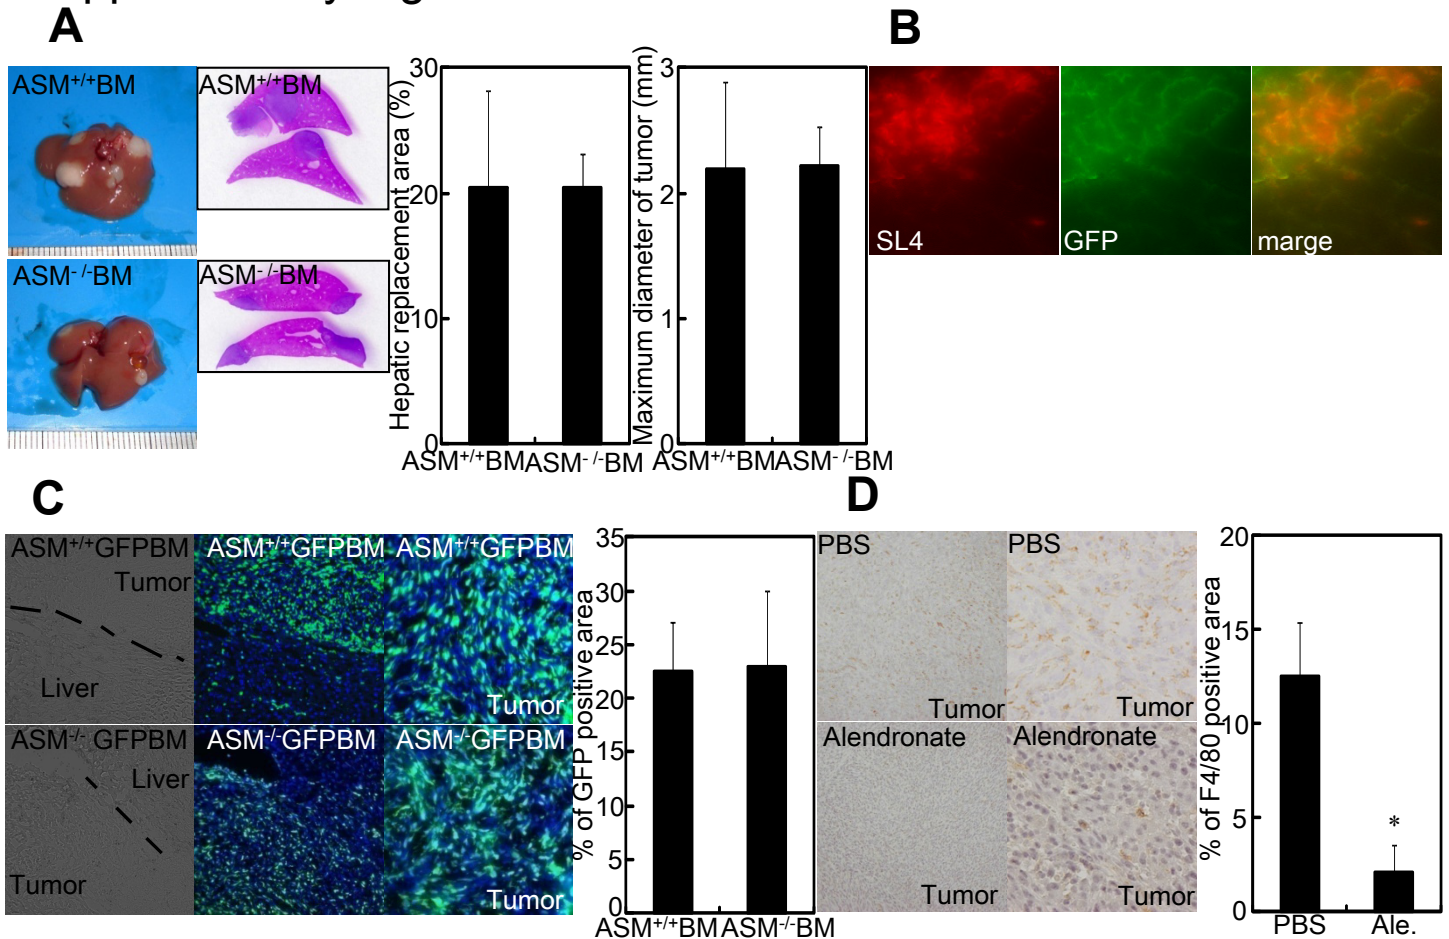 A
B
ASM+/+BM
ASM+/+BM
ASM-/-BM
ASM-/-BM
Hepatic replacement area (%)
30
20
10
0
ASM+/+BM ASM-/-BM
Maximum diameter of tumor (mm)
3
2
1
0
ASM+/+BM ASM-/-BM
SL4
GFP
marge
C
D
ASM+/+GFPBM
Tumor
Liver
ASM+/+GFPBM
ASM+/+GFPBM
Tumor
ASM-/- GFPBM
Liver
Tumor
ASM-/-GFPBM
ASM-/-GFPBM
Tumor
% of GFP positive area
35
30
25
20
15
10
5
0
ASM+/+BM ASM-/-BM
PBS
Tumor
PBS
Tumor
Alendronate
Tumor
Alendronate
Tumor
% of F4/80 positive area
20
15
10
5
0
*
PBS Ale.